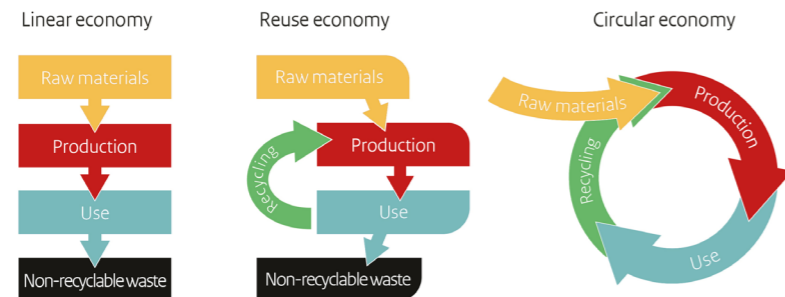 Linear economy
Raw materials
Production
Use
Non-recyclable waste
Reuse economy
Raw materials
Production
Recycling
Use
Non-recyclable waste
Circular economy
Raw materials
Production
Recycling
Use